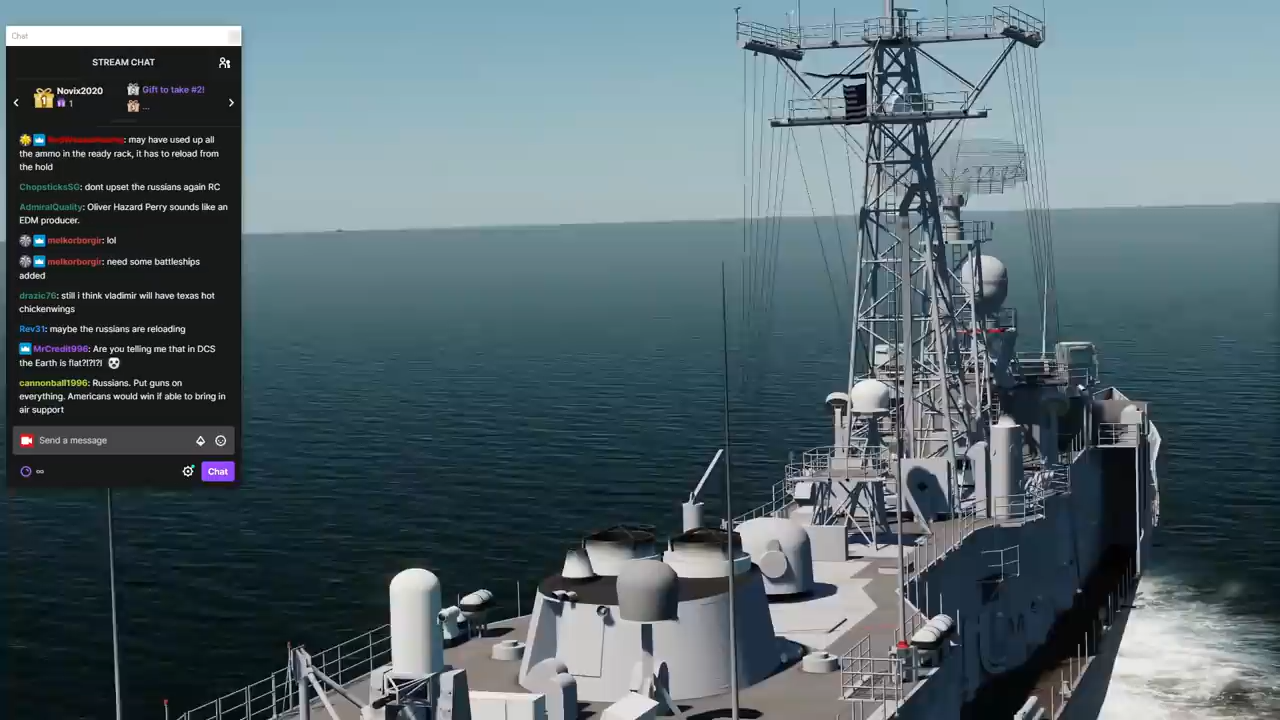 Chat
STREAM CHAT
Novix2020
1
Gift to take #2!
...
1
: may have used up all
the ammo in the ready rack, it has to reload from
the hold
ChopsticksSG: dont upset the russians again RC
AdmiralQuality: Oliver Hazard Perry sounds like an
EDM producer.
melkorborgir: lol
melkorborgir: need some battleships
added
drazic76: still i think vladimir will have texas hot
chickenwings
Rev31: maybe the russians are reloading
MrCredit996: Are you telling me that in DCS
the Earth is flat?!?!?!
cannonball1996: Russians. Put guns on
everything. Americans would win if able to bring in
air support
Send a message
∞
Chat